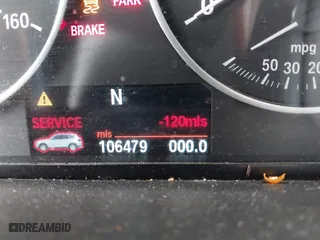 160
BRAKE
PARK
mpg
50 30 20
N
SERVICE -120mls
mls
106479 000.0
DREAMBID